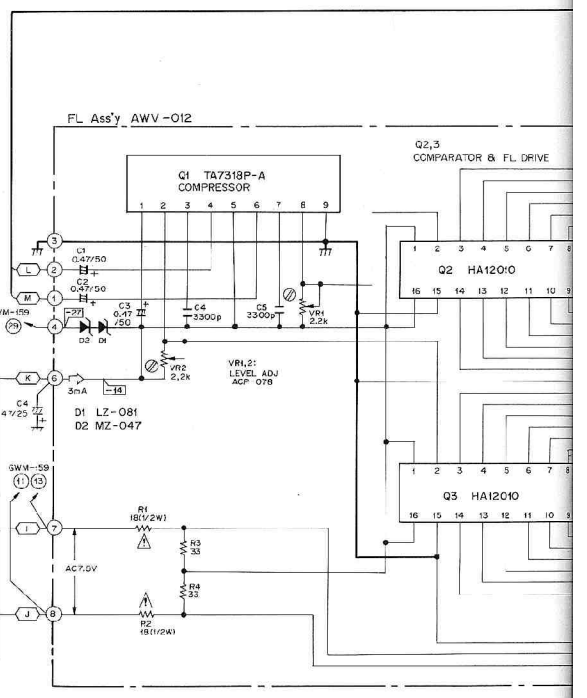 FL Ass'y AWV-012
Q2,3
COMPARATOR & FL DRIVE
Q1 TA7318P-A
COMPRESSOR
1 2 3 4 5 6 7 8 9
3
L
2
C1
0.47/50
+
M
1
C2
0.47/50
+
-27
29
4
D2
D1
C3
0.47
/50
+
C4
3300p
C5
3300p
VR1
2.2K
VR2
2.2k
VR1,2:
LEVEL ADJ
ACP 078
K
6
3mA
-14
C4
47/25
+
D1 LZ-081
D2 MZ-047
1 2 3 4 5 6 7 8
Q2 HA12010
16 15 14 13 12 11 10 9
1 2 3 4 5 6 7 8
Q3 HA12010
16 15 14 13 12 11 10 9
GWM-159
11 13
I
7
R1
18(1/2W)
R3
33
AC7.5V
R4
33
J
8
R2
18(1/2W)